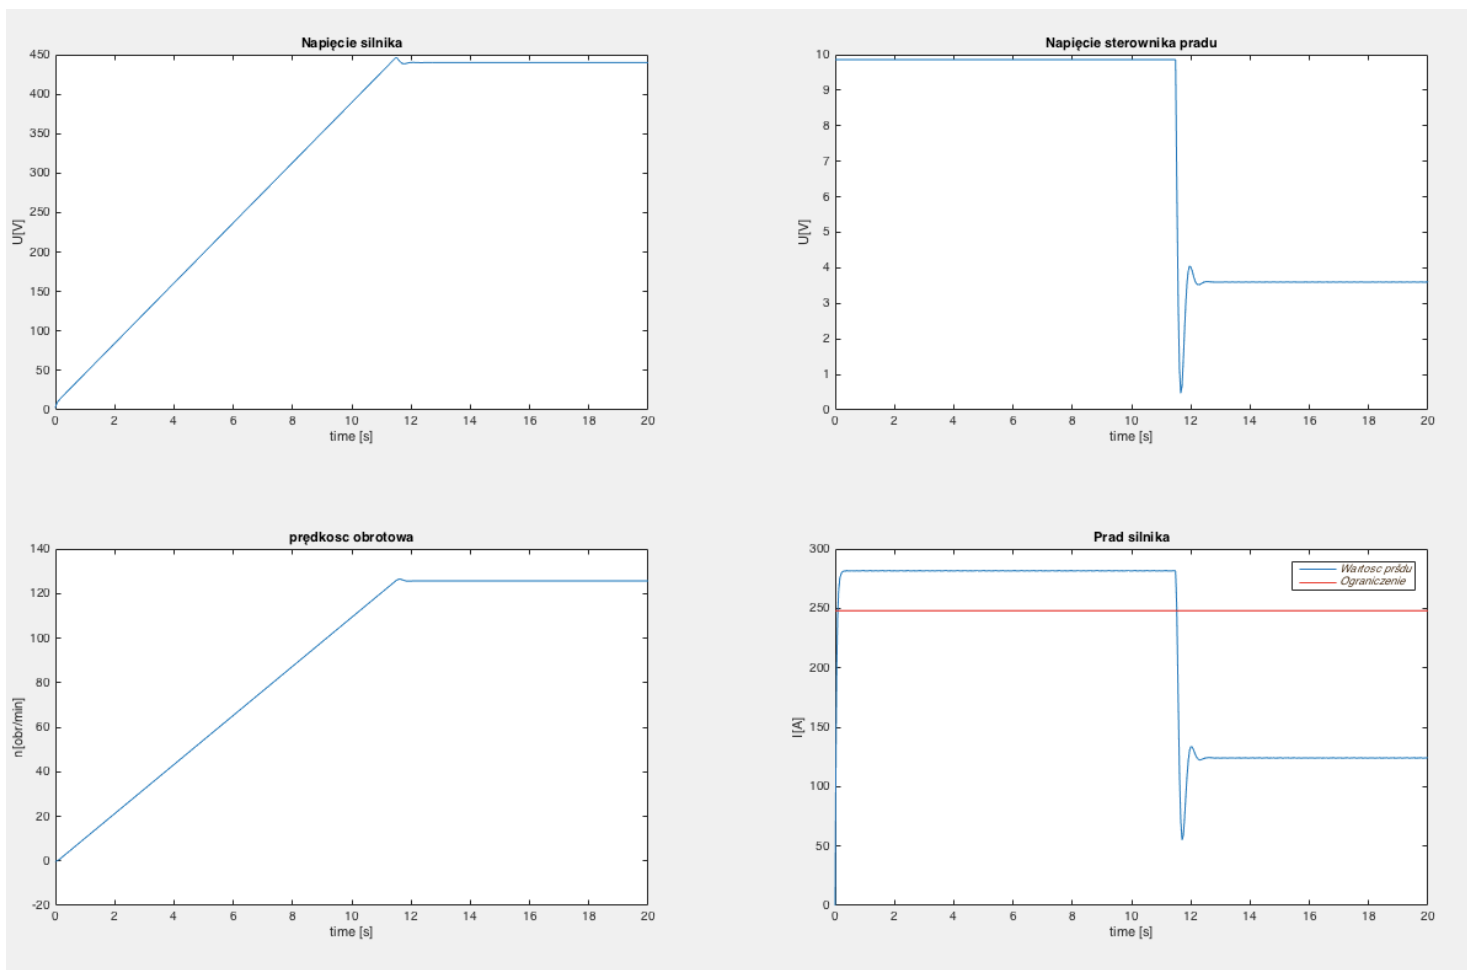 Napięcie silnika
450
400
350
300
250
200
150
100
50
0
U[V]
0 2 4 6 8 10 12 14 16 18 20
time [s]
Napięcie sterownika pradu
10
9
8
7
6
5
4
3
2
1
0
U[V]
0 2 4 6 8 10 12 14 16 18 20
time [s]
prędkosc obrotowa
140
120
100
80
60
40
20
0
-20
n[obr/min]
0 2 4 6 8 10 12 14 16 18 20
time [s]
Prad silnika
300
250
200
150
100
50
0
I[A]
Wartosc
Ograniczenie
0 2 4 6 8 10 12 14 16 18 20
time [s]